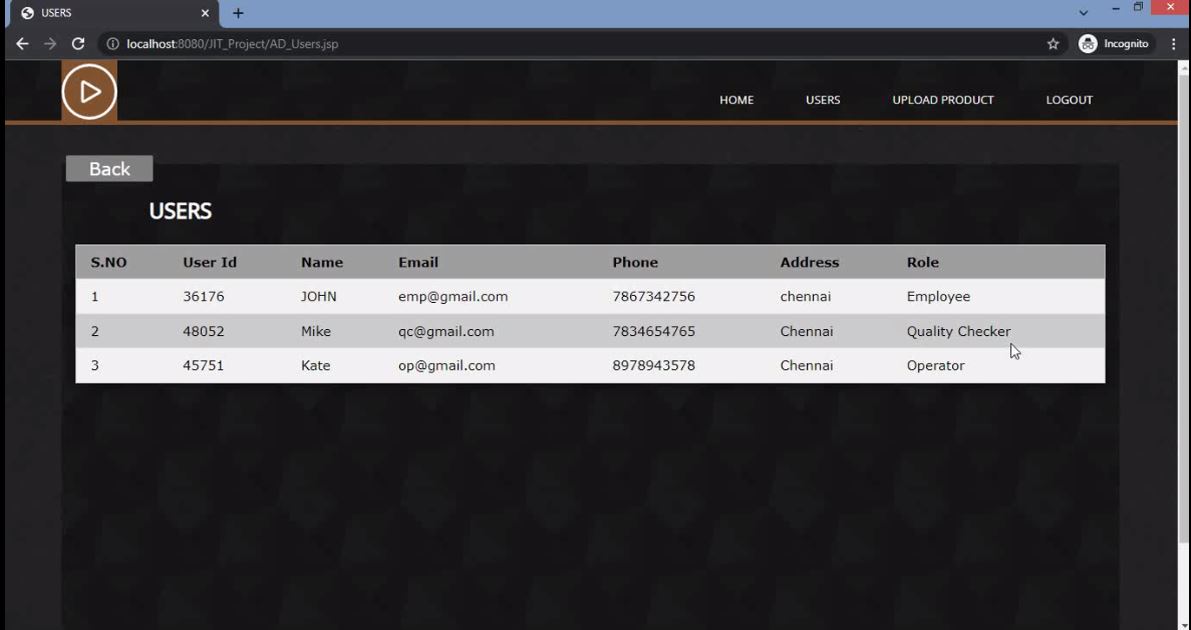 USERS
localhost:8080/JIT_Project/AD_Users.jsp Incognito
HOME USERS UPLOAD PRODUCT LOGOUT
Back
USERS
S.NO User Id Name Email Phone Address Role
1 36176 JOHN emp@gmail.com 7867342756 chennai Employee
2 48052 Mike qc@gmail.com 7834654765 Chennai Quality Checker
3 45751 Kate op@gmail.com 8978943578 Chennai Operator